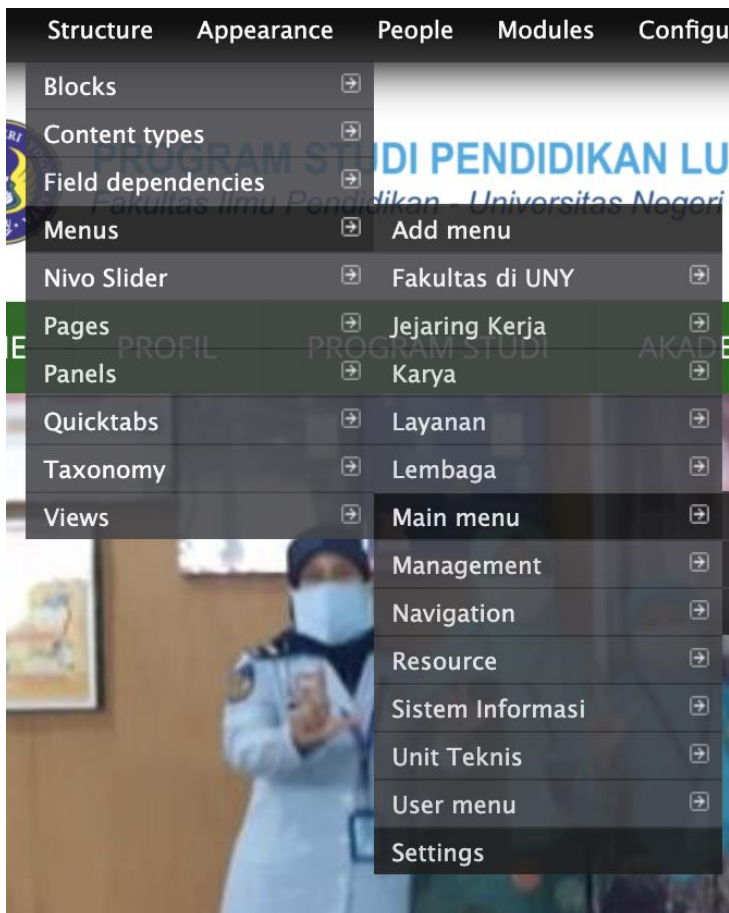 Structure Appearance People Modules Configu
Blocks
Content types
Field dependencies
Menus
Nivo Slider
Pages
Panels
Quicktabs
Taxonomy
Views
Add menu
Fakultas di UNY
Jejaring Kerja
Karya
Layanan
Lembaga
Main menu
Management
Navigation
Resource
Sistem Informasi
Unit Teknis
User menu
Settings
PROGRAM STUDI PENDIDIKAN LU
Fakultas Ilmu Pendidikan - Universitas Negeri
PROFIL PROGRAM STUDI AKADE